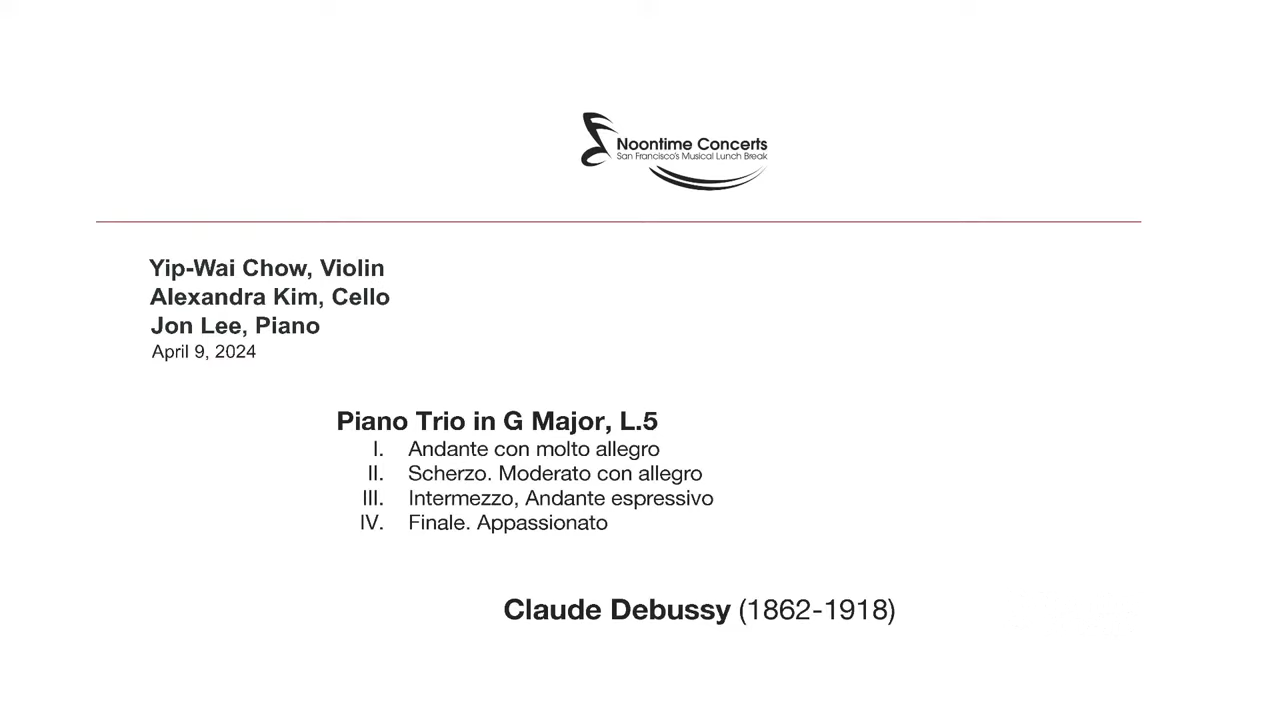 Noontime Concerts
San Francisco's Musical Lunch Break
Yip-Wai Chow, Violin
Alexandra Kim, Cello
Jon Lee, Piano
April 9, 2024
Piano Trio in G Major, L.5
I. Andante con molto allegro
II. Scherzo. Moderato con allegro
III. Intermezzo, Andante espressivo
IV. Finale. Appassionato
Claude Debussy (1862-1918)